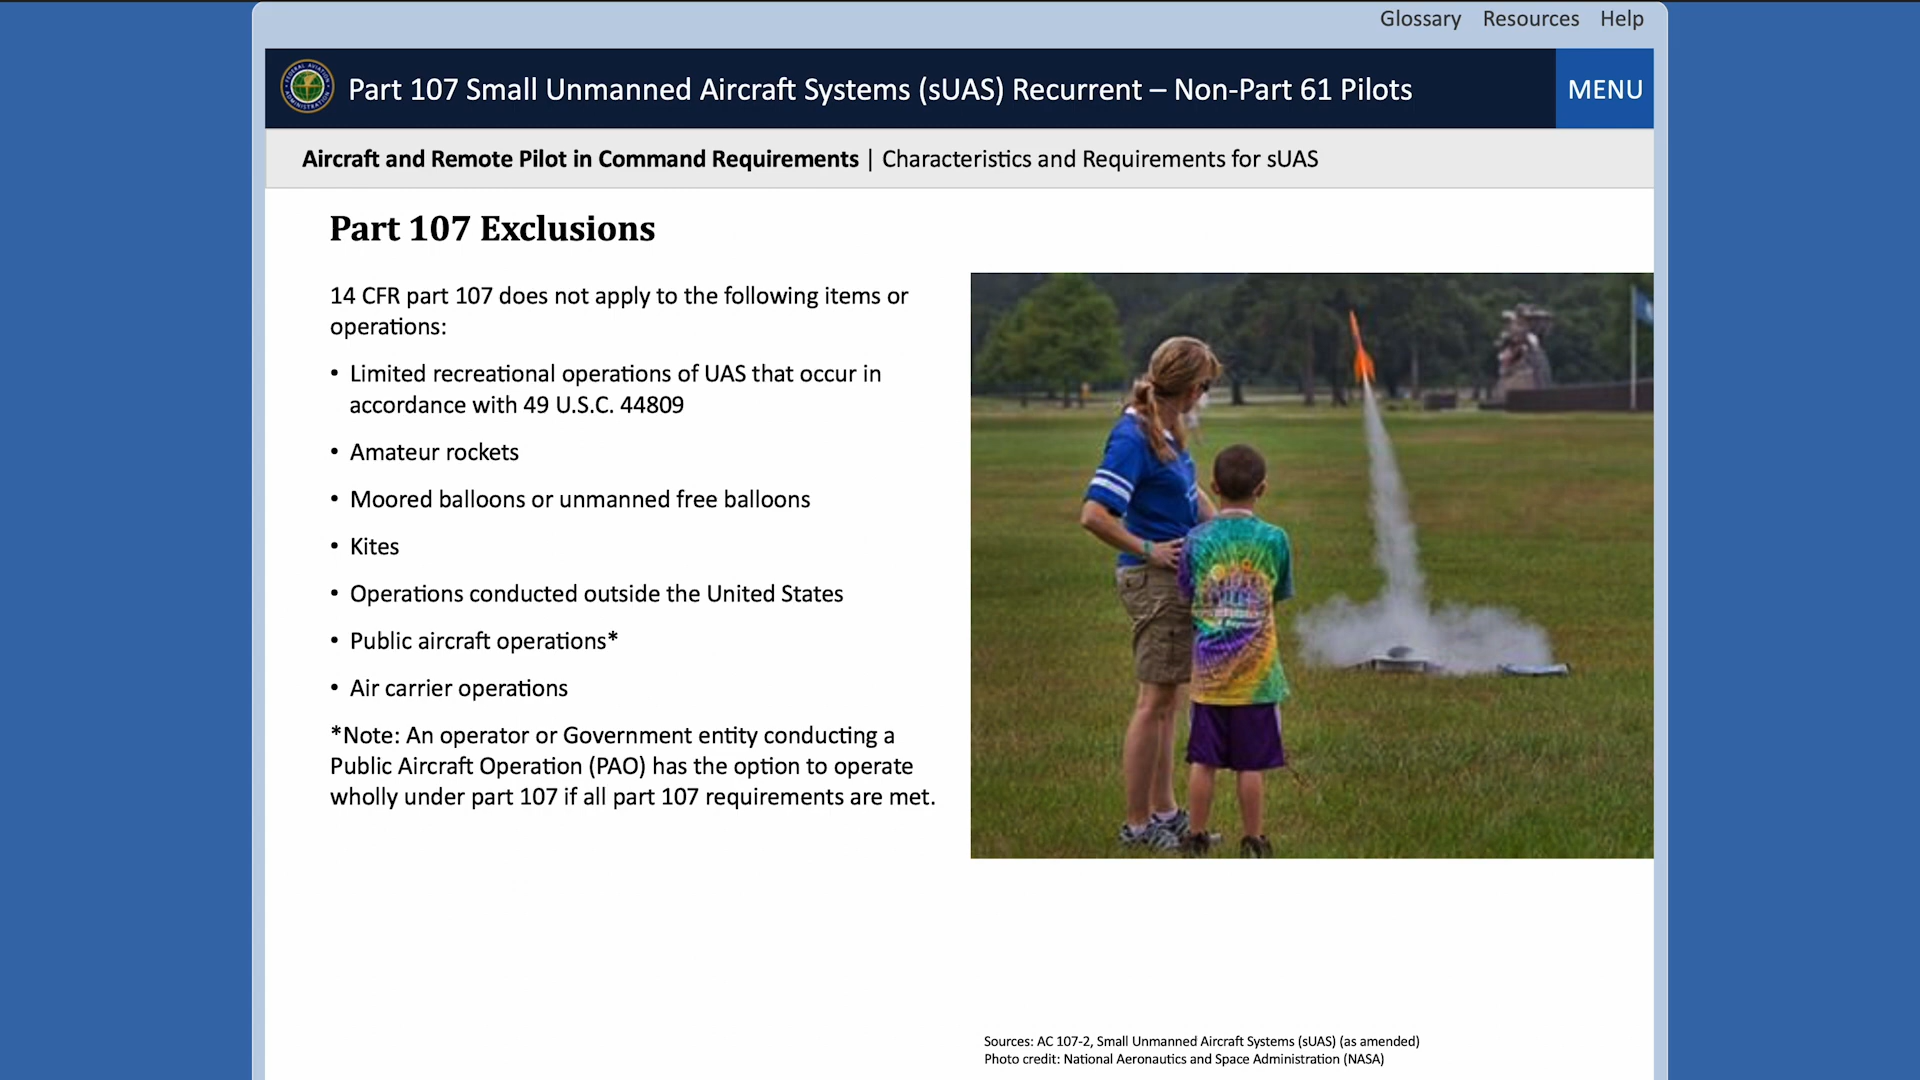 Glossary Resources Help
Part 107 Small Unmanned Aircraft Systems (sUAS) Recurrent – Non-Part 61 Pilots
MENU
Aircraft and Remote Pilot in Command Requirements | Characteristics and Requirements for sUAS
Part 107 Exclusions
14 CFR part 107 does not apply to the following items or
operations:
• Limited recreational operations of UAS that occur in
accordance with 49 U.S.C. 44809
• Amateur rockets
• Moored balloons or unmanned free balloons
• Kites
• Operations conducted outside the United States
• Public aircraft operations*
• Air carrier operations
*Note: An operator or Government entity conducting a
Public Aircraft Operation (PAO) has the option to operate
wholly under part 107 if all part 107 requirements are met.
Sources: AC 107-2, Small Unmanned Aircraft Systems (sUAS) (as amended)
Photo credit: National Aeronautics and Space Administration (NASA)